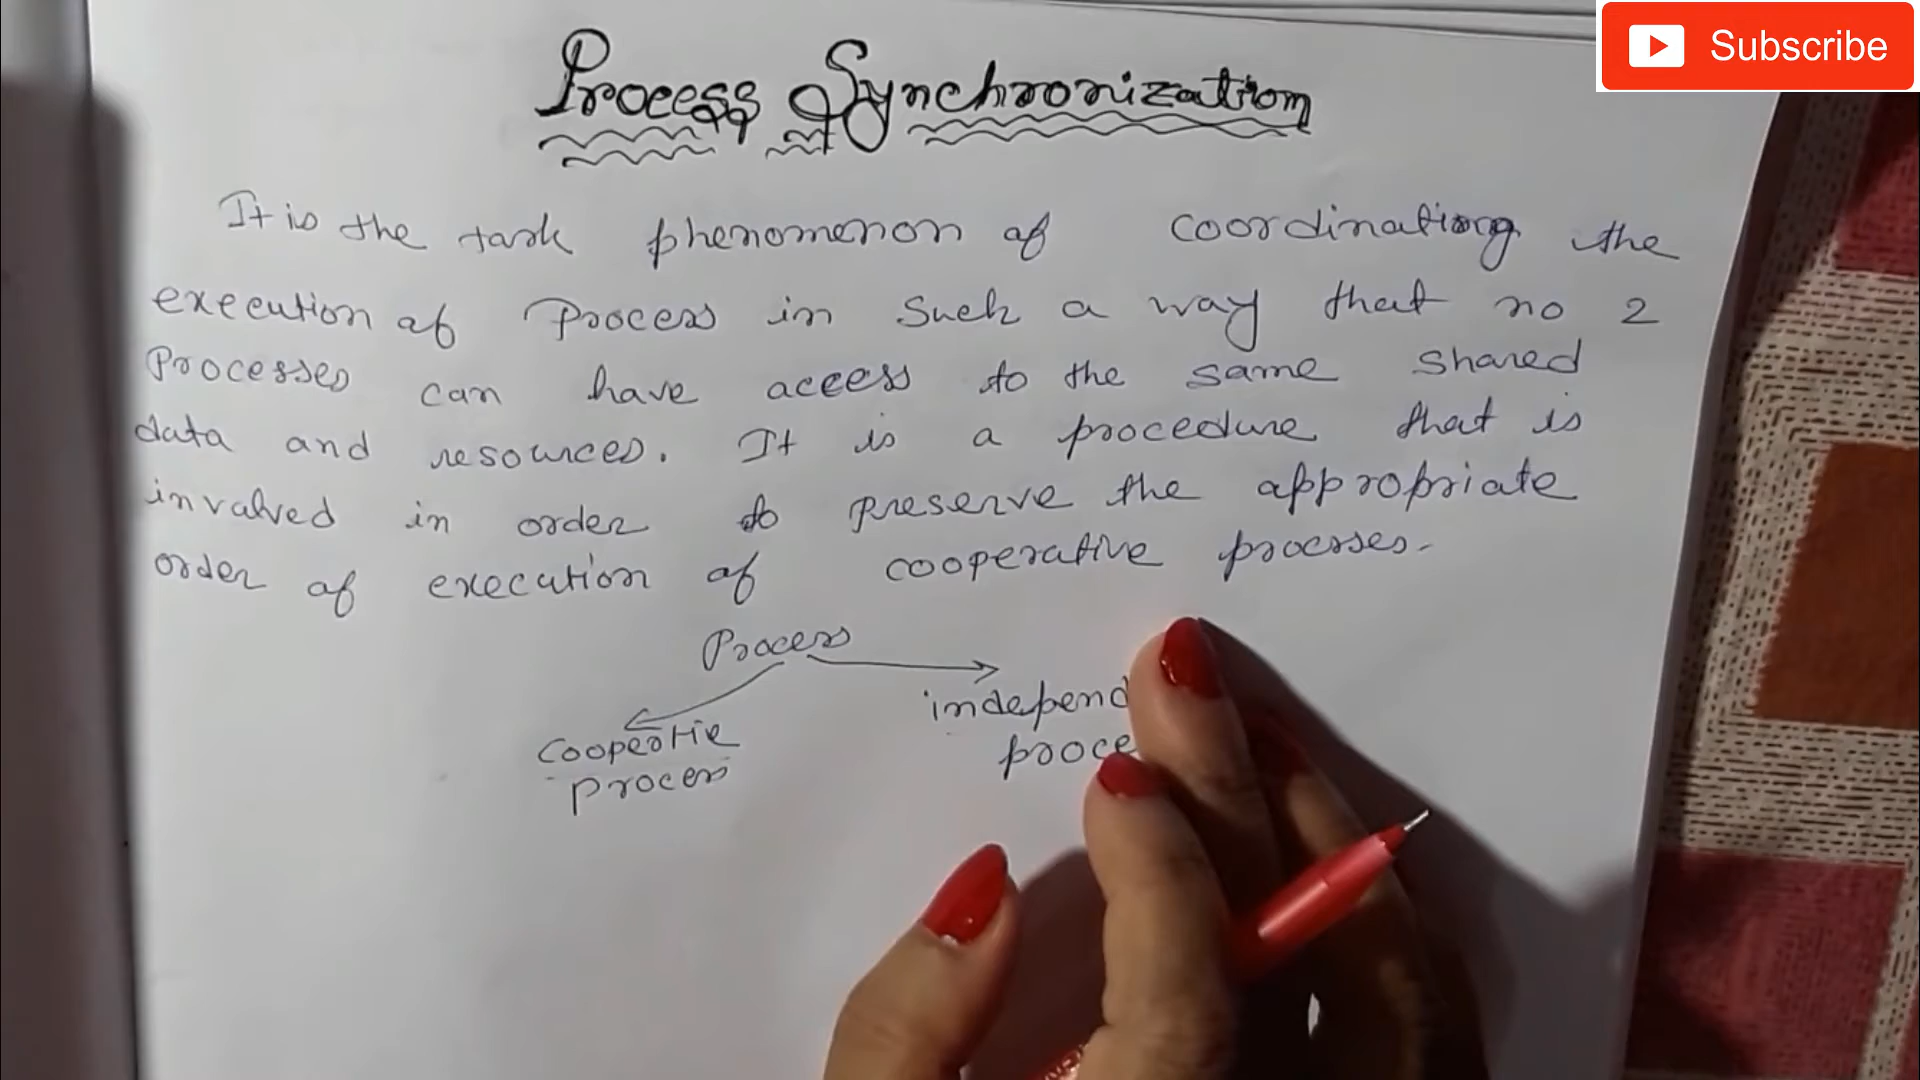 Subscribe
Process Synchronization
It is the task phenomenon of coordinating the
execution of Process in such a way that no 2
Processes can have access to the same shared
data and resources. It is a procedure that is
involved in order to preserve the appropriate
order of execution of cooperative processes.
Process
independ
Coopertie
proce
process